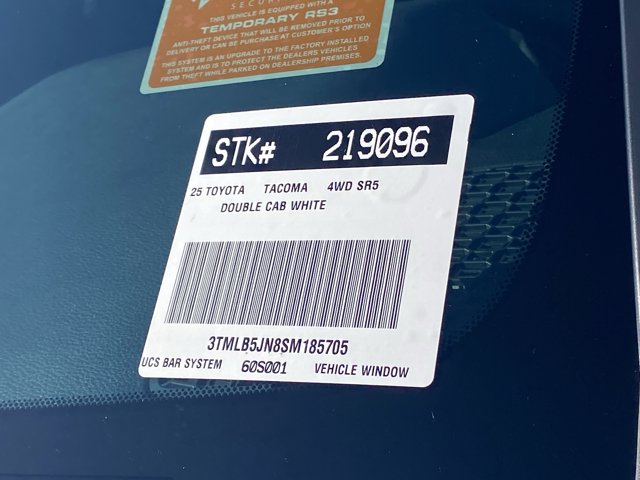 THIS VEHICLE IS EQUIPPED WITH A
TEMPORARY RS3
ANTI-THEFT DEVICE THAT WILL BE REMOVED PRIOR TO
DELIVERY OR CAN BE PURCHASE AT CUSTOMER'S OPTION
THIS SYSTEM IS AN UPGRADE TO THE FACTORY INSTALLED
SYSTEM AND IS TO PROTECT THE DEALERS VEHICLES
FROM THEFT WHILE PARKED ON DEALERSHIP PREMISES.
STK# 219096
25 TOYOTA TACOMA 4WD SR5
DOUBLE CAB WHITE
3TMLB5JN8SM185705
UCS BAR SYSTEM 60S001 VEHICLE WINDOW